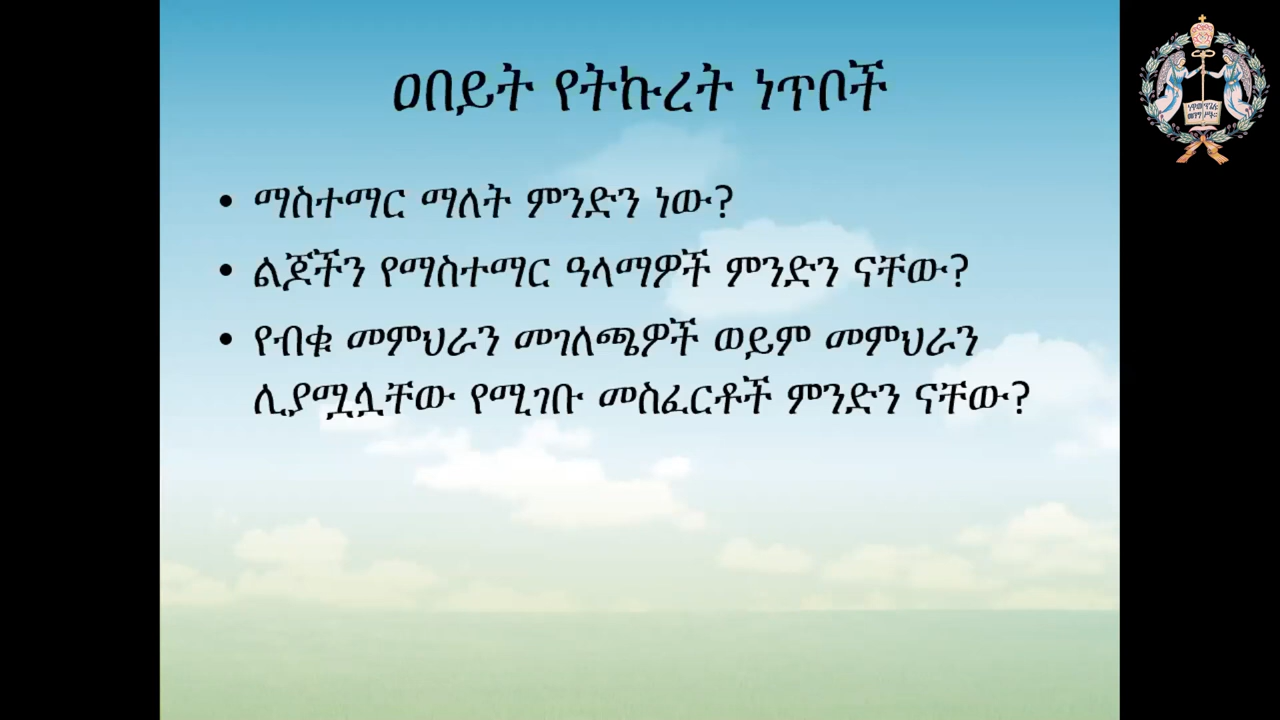 ዐበይት የትኩረት ነጥቦች
• ማስተማር ማለት ምንድን ነው?
• ልጆችን የማስተማር ዓላማዎች ምንድን ናቸው?
• የብቁ መምህራን መገለጫዎች ወይም መምህራን
ሊያሟሏቸው የሚገቡ መስፈርቶች ምንድን ናቸው?